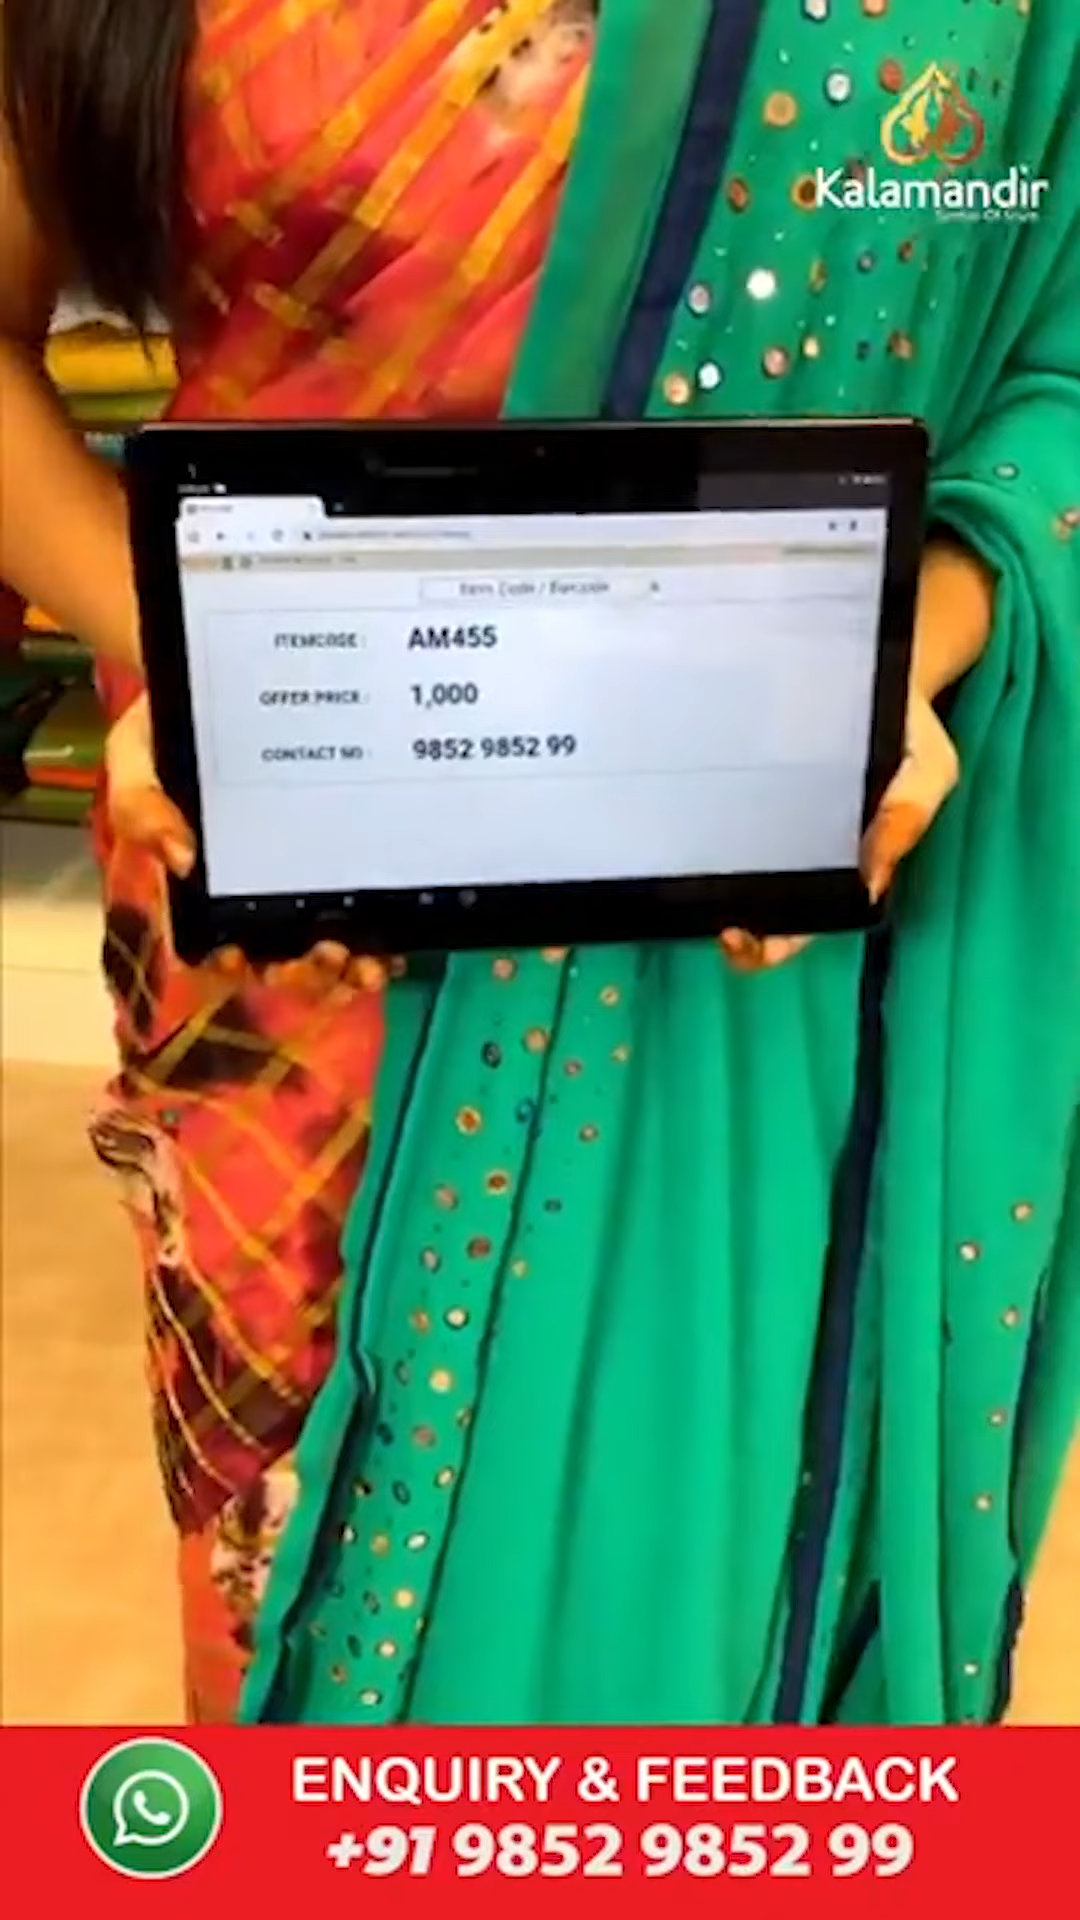 Kalamandir
Item Code / Barcode
ITEMCODE : AM455
OFFER PRICE : 1,000
CONTACT NO : 9852 9852 99
ENQUIRY & FEEDBACK
+91 9852 9852 99